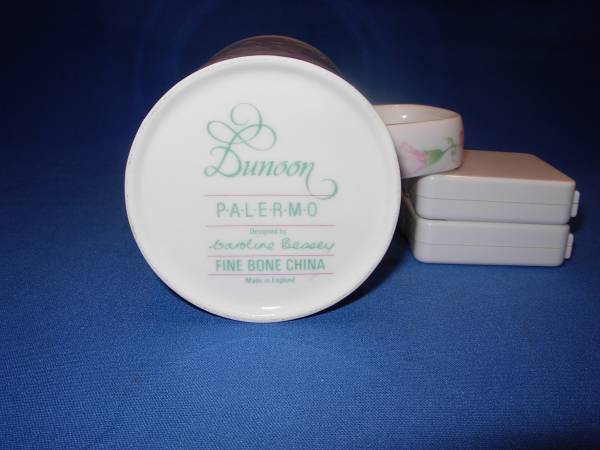 Dunoon
P·A·L·E·R·M·O
Designed by
Caroline Bessey
FINE BONE CHINA
Made in England